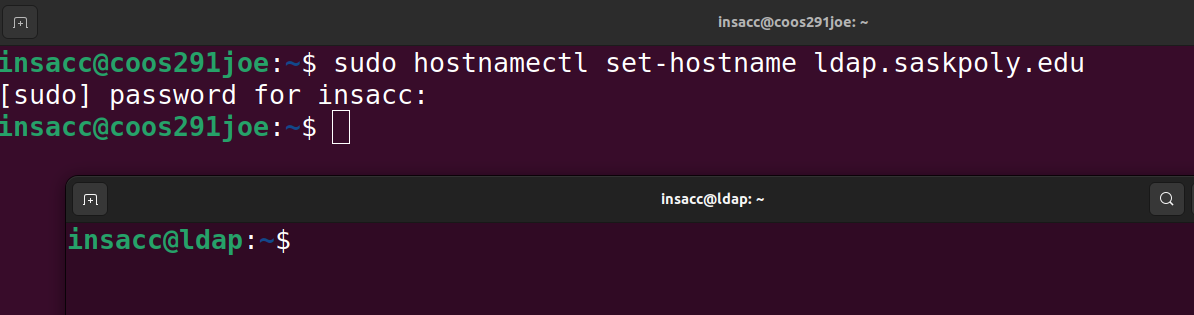 insacc@coos291joe: ~
insacc@coos291joe:~$ sudo hostnamectl set-hostname ldap.saskpoly.edu
[sudo] password for insacc:
insacc@coos291joe:~$
insacc@ldap: ~
insacc@ldap:~$